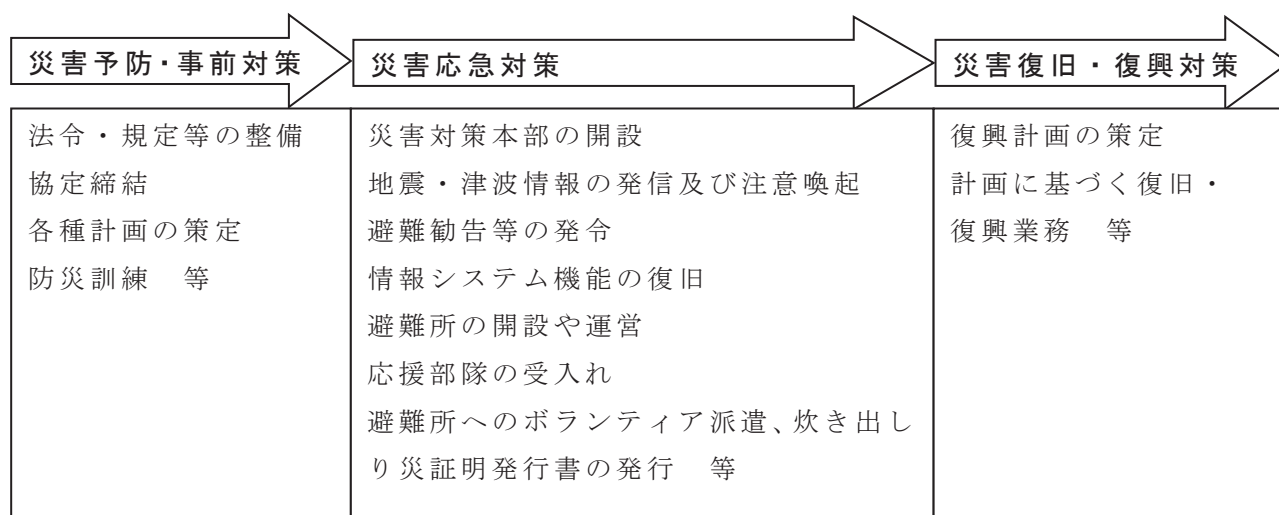 災害予防・事前対策
災害応急対策
災害復旧・復興対策
法令・規定等の整備
協定締結
各種計画の策定
防災訓練　等
災害対策本部の開設
地震・津波情報の発信及び注意喚起
避難勧告等の発令
情報システム機能の復旧
避難所の開設や運営
応援部隊の受入れ
避難所へのボランティア派遣、炊き出し
り災証明発行書の発行　等
復興計画の策定
計画に基づく復旧・
復興業務　等